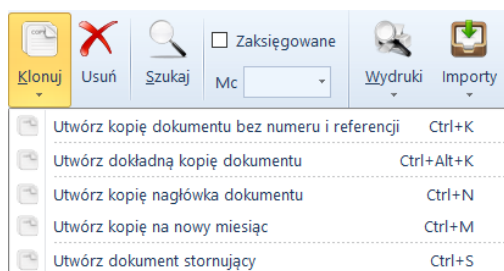 COPY
Klonuj
Usuń
Szukaj
Zaksięgowane
Mc
Wydruki
Importy
Utwórz kopię dokumentu bez numeru i referencji Ctrl+K
Utwórz dokładną kopię dokumentu Ctrl+Alt+K
Utwórz kopię nagłówka dokumentu Ctrl+N
Utwórz kopię na nowy miesiąc Ctrl+M
Utwórz dokument stornujący Ctrl+S